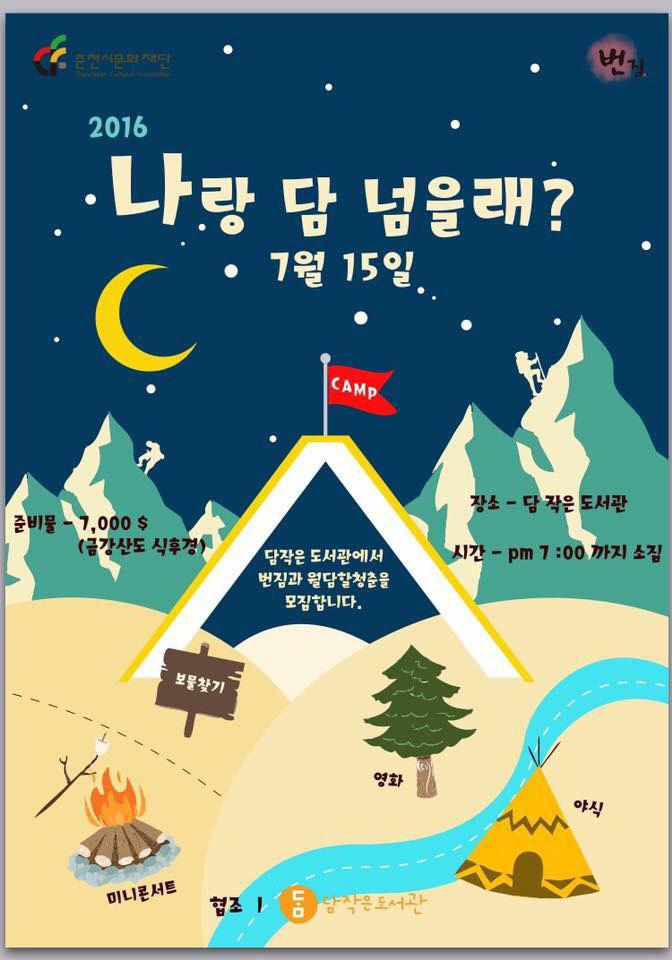 춘천시문화재단
Chuncheon Cultural Foundation
번짐
2016
나랑 담 넘을래?
7월 15일
CAMP
장소 - 담 작은 도서관
준비물 - 7,000 $
(금강산도 식후경)
시간 - pm 7 :00 까지 소집
담작은 도서관에서
번짐과 월담할청춘을
모집합니다.
보물찾기
영화
야식
미니콘서트
협조 |
담작은도서관